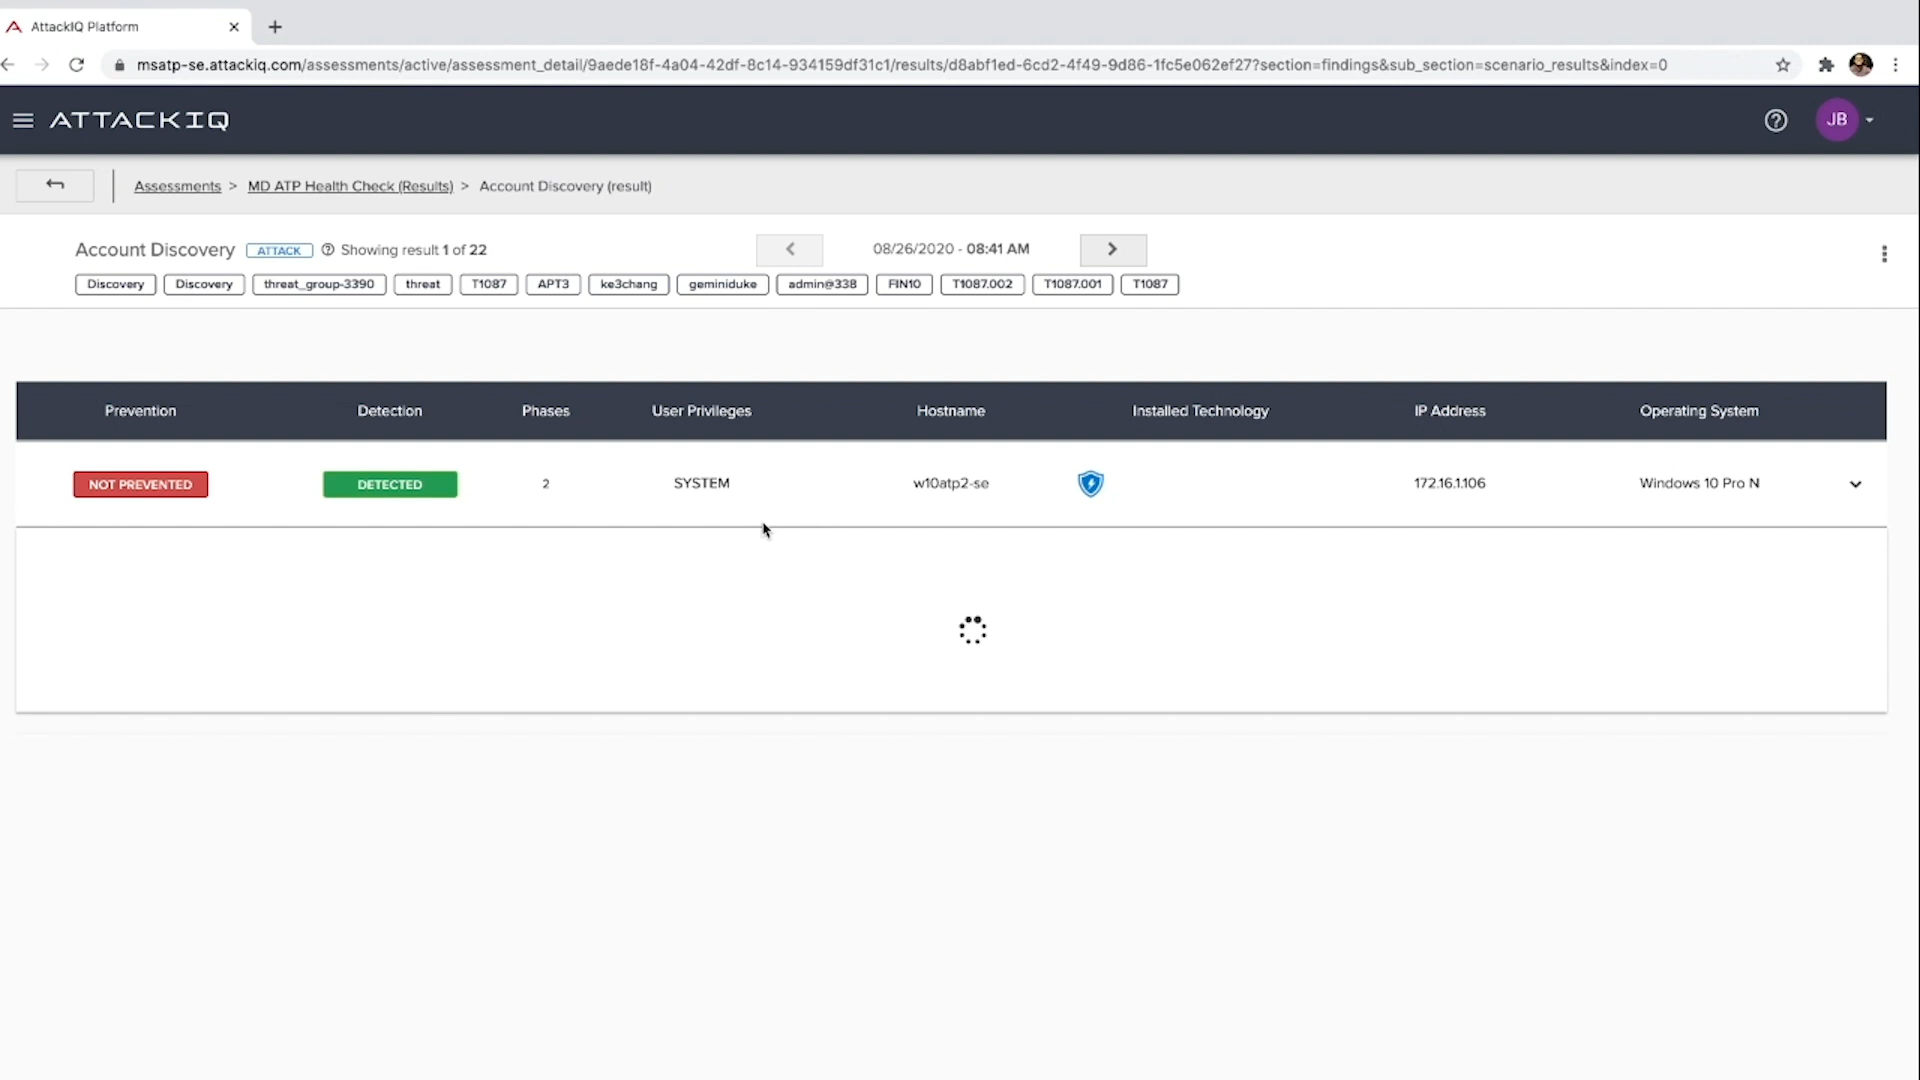 AttackIQ Platform
msatp-se.attackiq.com/assessments/active/assessment_detail/9aede18f-4a04-42df-8c14-934159df31c1/results/d8abf1ed-6cd2-4f49-9d86-1fc5e062ef27?section=findings&sub_section=scenario_results&index=0
ATTACKIQ
JB
Assessments > MD ATP Health Check (Results) > Account Discovery (result)
Account Discovery ATTACK Showing result 1 of 22 08/26/2020 - 08:41 AM
Discovery Discovery threat_group-3390 threat T1087 APT3 ke3chang geminiduke admin@338 FIN10 T1087.002 T1087.001 T1087
Prevention Detection Phases User Privileges Hostname Installed Technology IP Address Operating System
NOT PREVENTED DETECTED 2 SYSTEM w10atp2-se 172.16.1.106 Windows 10 Pro N